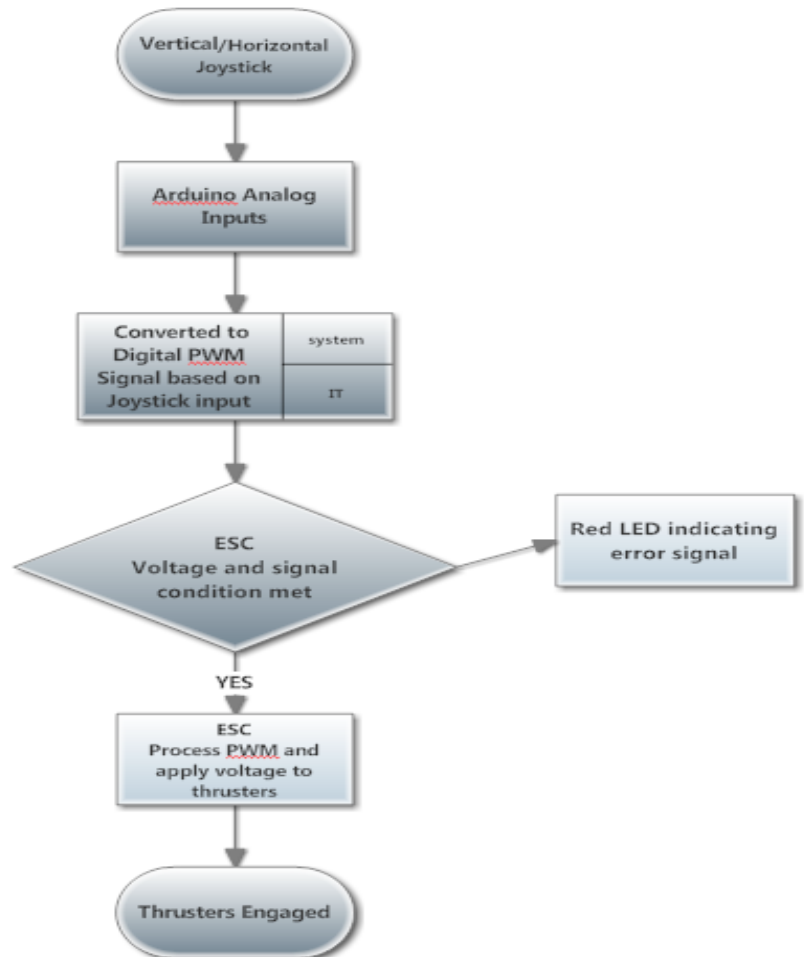 Vertical/Horizontal
Joystick
Arduino Analog
Inputs
Converted to
Digital PWM
Signal based on
Joystick input
system
IT
ESC
Voltage and signal
condition met
Red LED indicating
error signal
YES
ESC
Process PWM and
apply voltage to
thrusters
Thrusters Engaged